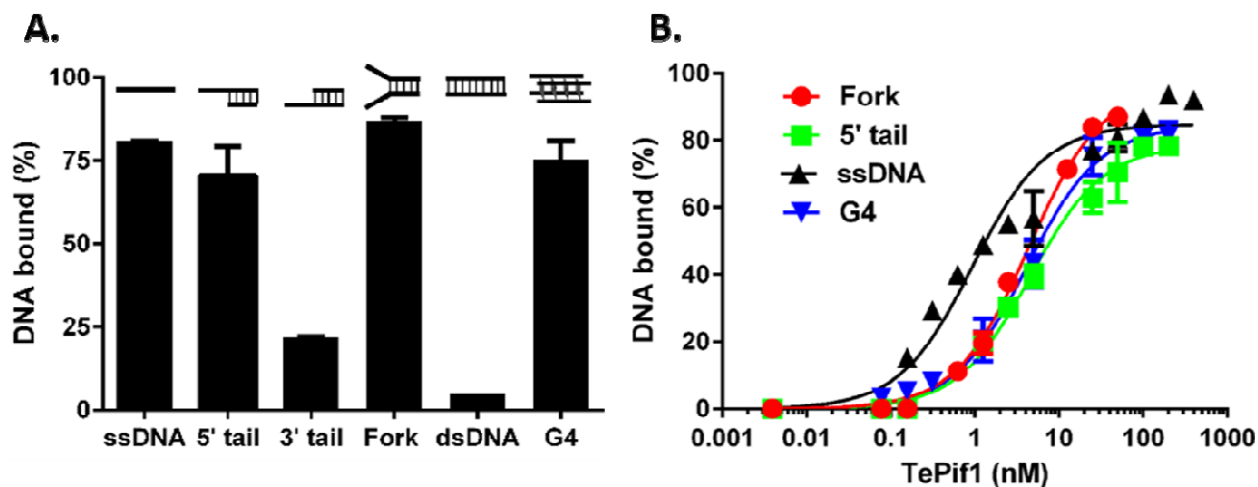 A.
DNA bound (%)
100
75
50
25
0
ssDNA 5' tail 3' tail Fork dsDNA G4
B.
DNA bound (%)
100
80
60
40
20
0
Fork
5' tail
ssDNA
G4
0.001 0.01 0.1 1 10 100 1000
TePif1 (nM)